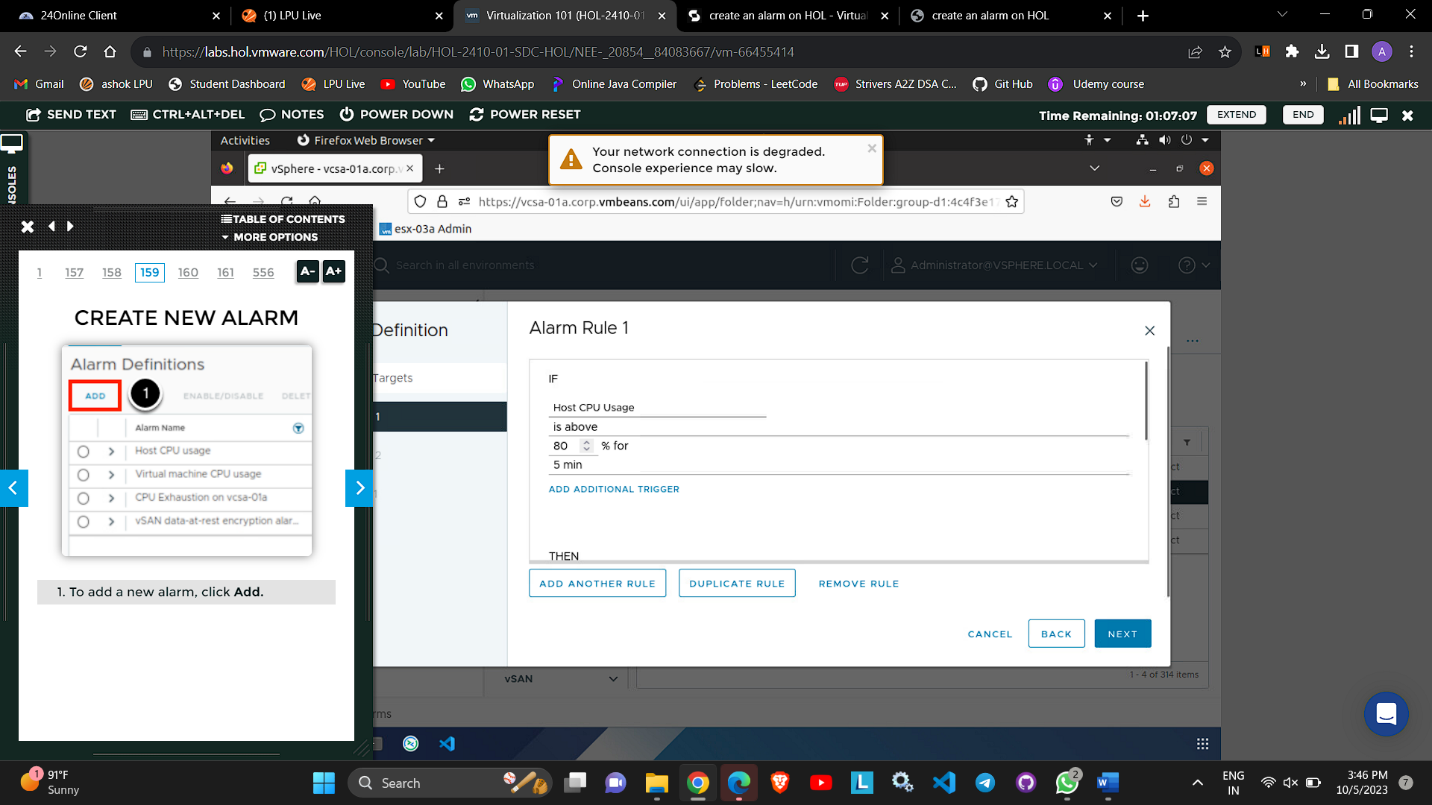 24Online Client
(1) LPU Live
Virtualization 101 (HOL-2410-01
create an alarm on HOL - Virtua
create an alarm on HOL
https://labs.hol.vmware.com/HOL/console/lab/HOL-2410-01-SDC-HOL/NEE-_20854__84083667/vm-66455414
Gmail
ashok LPU
Student Dashboard
LPU Live
YouTube
WhatsApp
Online Java Compiler
Problems - LeetCode
Strivers A2Z DSA C...
Git Hub
Udemy course
»
All Bookmarks
SEND TEXT
CTRL+ALT+DEL
NOTES
POWER DOWN
POWER RESET
Time Remaining: 01:07:07
EXTEND
END
Activities
Firefox Web Browser
Your network connection is degraded.
Console experience may slow.
vSphere - vcsa-01a.corp.v
https://vcsa-01a.corp.vmbeans.com/ui/app/folder;nav=h/urn:vmomi:Folder:group-d1:4c4f3e1
esx-03a Admin
Search in all environments
Administrator@VSPHERE.LOCAL
TABLE OF CONTENTS
MORE OPTIONS
1 157 158 159 160 161 556 A- A+
CREATE NEW ALARM
Alarm Definitions
ADD
1
ENABLE/DISABLE
DELET
Alarm Name
Host CPU usage
Virtual machine CPU usage
CPU Exhaustion on vcsa-01a
vSAN data-at-rest encryption alar...
1. To add a new alarm, click Add.
Definition
Targets
1
2
Alarm Rule 1
IF
Host CPU Usage
is above
80 % for
5 min
ADD ADDITIONAL TRIGGER
THEN
ADD ANOTHER RULE
DUPLICATE RULE
REMOVE RULE
CANCEL
BACK
NEXT
ct
ct
ct
ct
vSAN
1 - 4 of 314 items
rms
91°F
Sunny
1
Search
2
ENG
IN
3:46 PM
10/5/2023
7